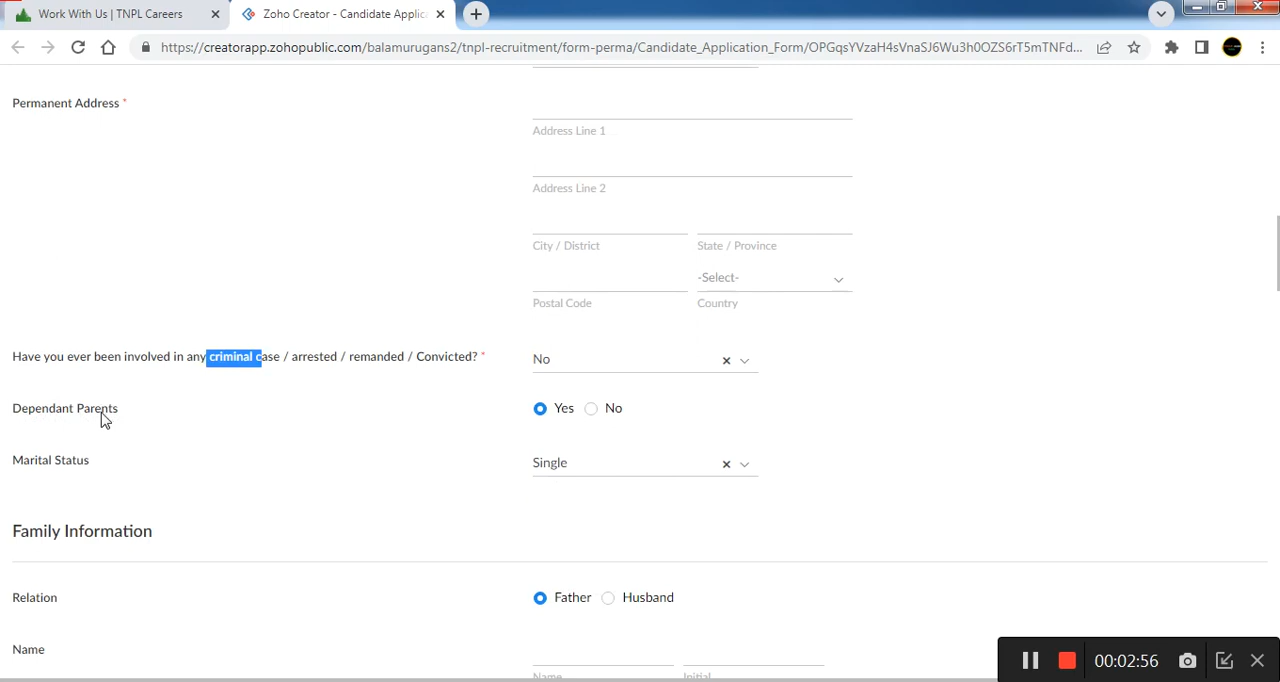 Work With Us | TNPL Careers
Zoho Creator - Candidate Applica
https://creatorapp.zohopublic.com/balamurugans2/tnpl-recruitment/form-perma/Candidate_Application_Form/OPGqsYVzaH4sVnaSJ6Wu3h0OZS6rT5mTNFd...
Permanent Address *
Address Line 1
Address Line 2
City / District State / Province
-Select-
Postal Code Country
Have you ever been involved in any criminal case / arrested / remanded / Convicted? * No
Dependant Parents Yes No
Marital Status Single
Family Information
Relation Father Husband
Name
Name Initial
00:02:56